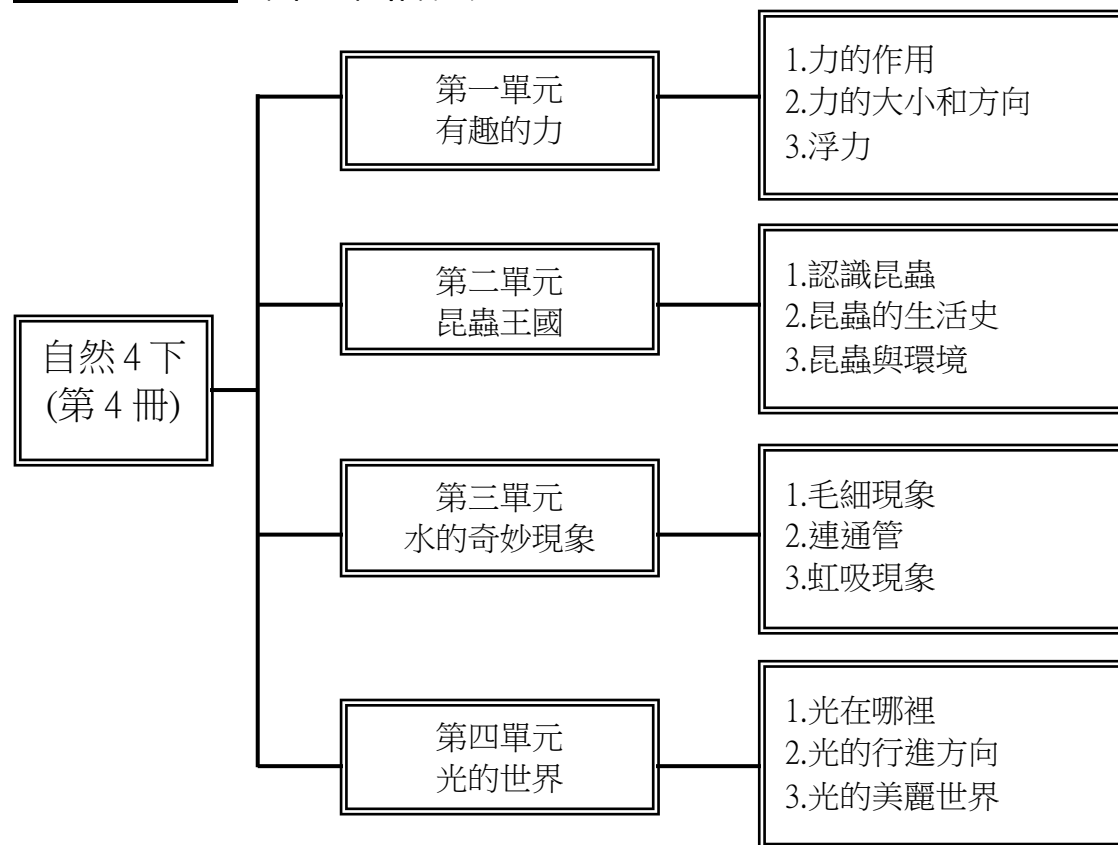 自然4下
(第4冊)
第一單元
有趣的力
1.力的作用
2.力的大小和方向
3.浮力
第二單元
昆蟲王國
1.認識昆蟲
2.昆蟲的生活史
3.昆蟲與環境
第三單元
水的奇妙現象
1.毛細現象
2.連通管
3.虹吸現象
第四單元
光的世界
1.光在哪裡
2.光的行進方向
3.光的美麗世界